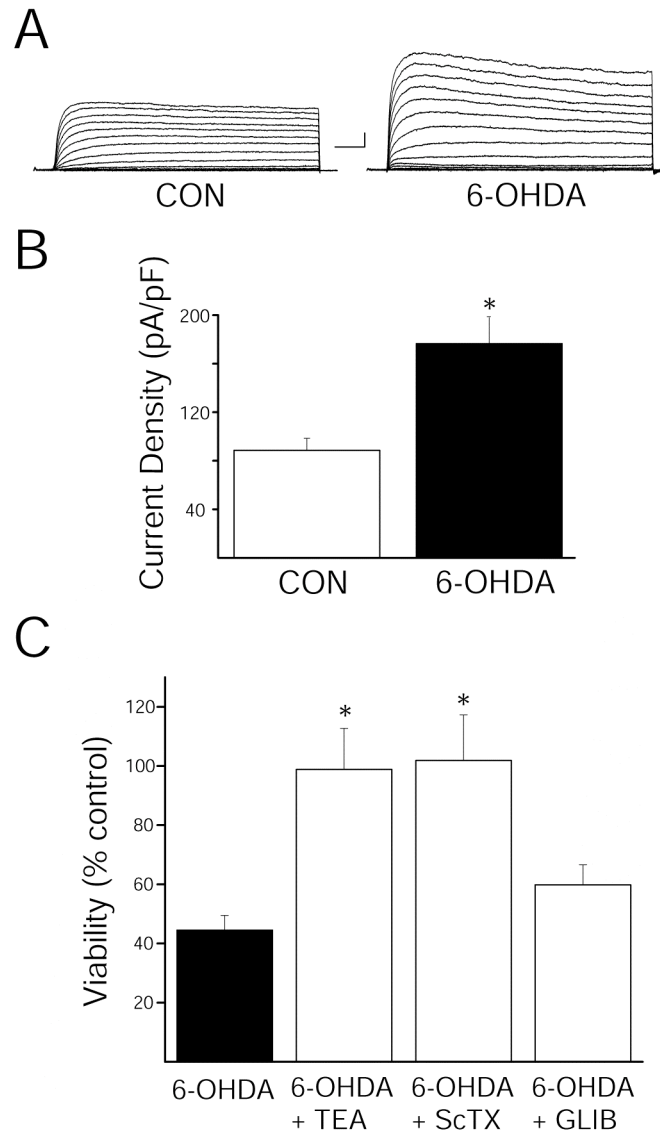 A
CON
6-OHDA
B
Current Density (pA/pF)
200
120
40
*
CON
6-OHDA
C
Viability (% control)
120
100
80
60
40
20
*
*
6-OHDA
6-OHDA
+ TEA
6-OHDA
+ ScTX
6-OHDA
+ GLIB